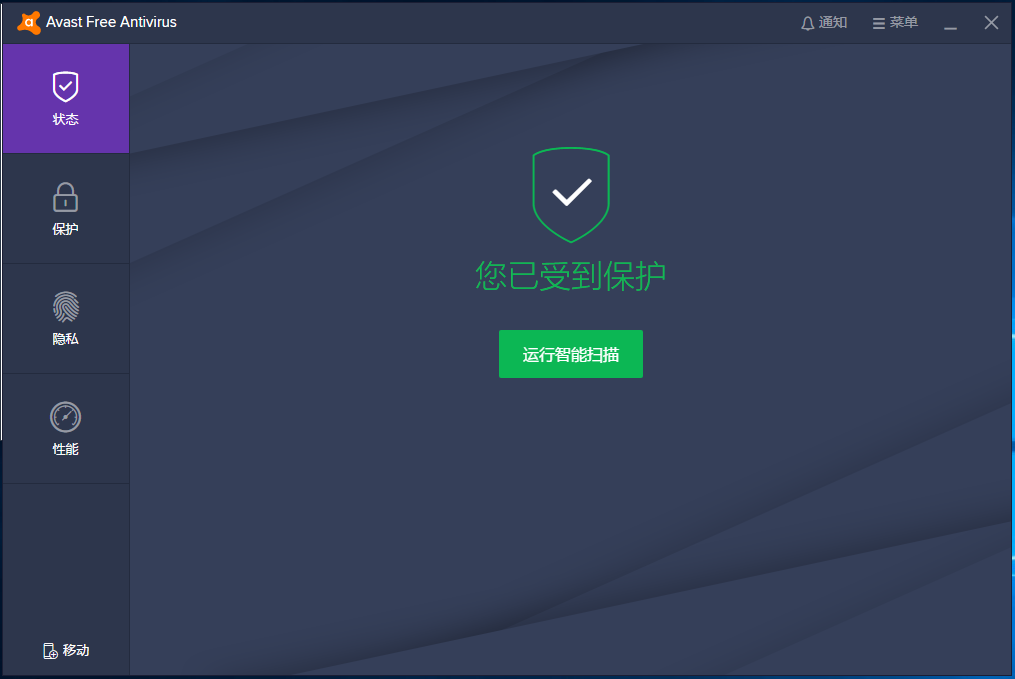 Avast Free Antivirus
通知
菜单
状态
保护
隐私
性能
移动
您已受到保护
运行智能扫描